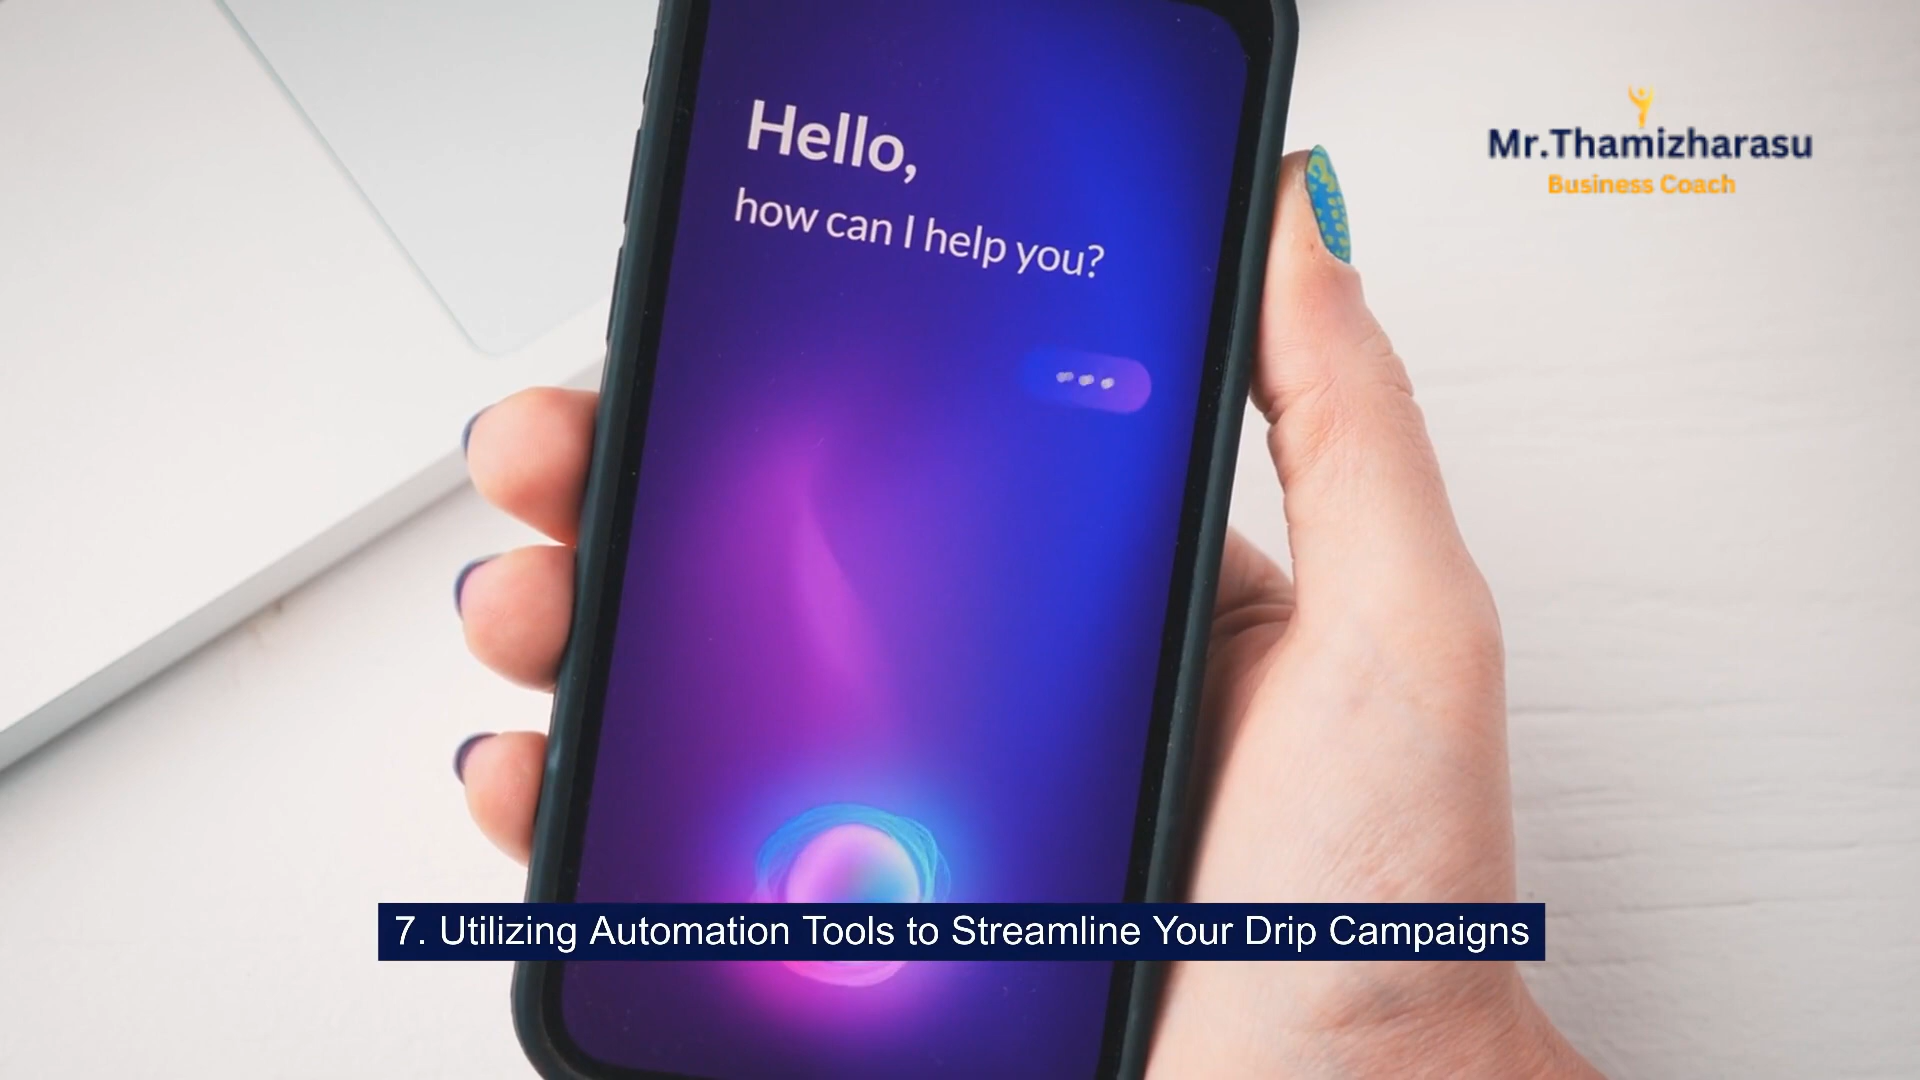 Hello,
how can I help you?
Mr.Thamizharasu
Business Coach
7. Utilizing Automation Tools to Streamline Your Drip Campaigns